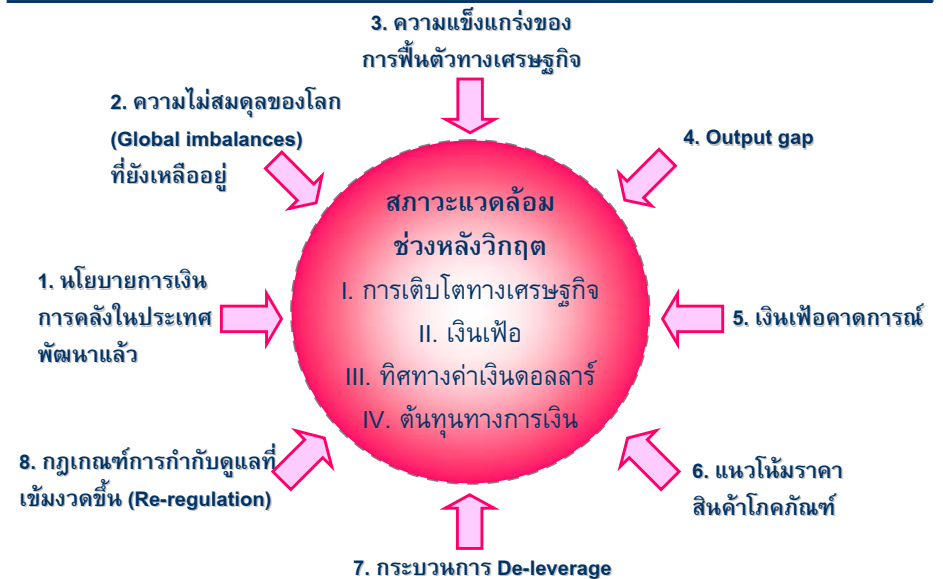 3. ความแข็งแกร่งของ
การฟื้นตัวทางเศรษฐกิจ
2. ความไม่สมดุลของโลก
(Global imbalances)
ที่ยังเหลืออยู่
4. Output gap
สภาวะแวดล้อม
ช่วงหลังวิกฤต
I. การเติบโตทางเศรษฐกิจ
II. เงินเฟ้อ
III. ทิศทางค่าเงินดอลลาร์
IV. ต้นทุนทางการเงิน
1. นโยบายการเงิน
การคลังในประเทศ
พัฒนาแล้ว
5. เงินเฟ้อคาดการณ์
8. กฎเกณฑ์การกำกับดูแลที่
เข้มงวดขึ้น (Re-regulation)
6. แนวโน้มราคา
สินค้าโภคภัณฑ์
7. กระบวนการ De-leverage